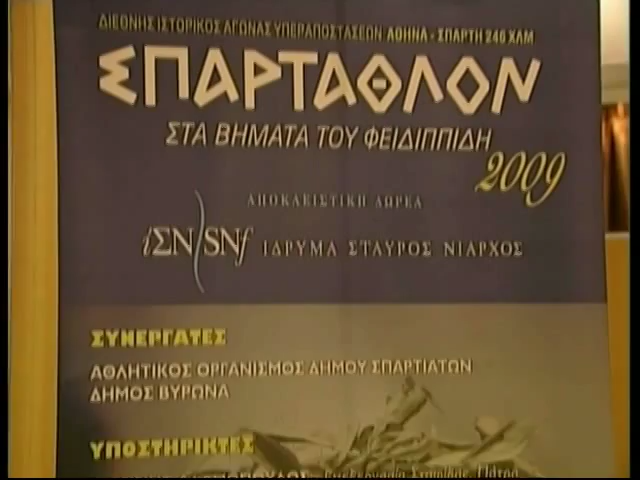 ΔΙΕΘΝΗΣ ΙΣΤΟΡΙΚΟΣ ΑΓΩΝΑΣ ΥΠΕΡΑΠΟΣΤΑΣΕΩΝ ΑΘΗΝΑ - ΣΠΑΡΤΗ 246 ΧΛΜ
ΣΠΑΡΤΑΘΛΟΝ
ΣΤΑ ΒΗΜΑΤΑ ΤΟΥ ΦΕΙΔΙΠΠΙΔΗ
2009
ΑΠΟΚΛΕΙΣΤΙΚΗ ΔΩΡΕΑ
iΣN SNf ΙΔΡΥΜΑ ΣΤΑΥΡΟΣ ΝΙΑΡΧΟΣ
ΣΥΝΕΡΓΑΤΕΣ
ΑΘΛΗΤΙΚΟΣ ΟΡΓΑΝΙΣΜΟΣ ΔΗΜΟΥ ΣΠΑΡΤΙΑΤΩΝ
ΔΗΜΟΣ ΒΥΡΩΝΑ
ΥΠΟΣΤΗΡΙΚΤΕΣ